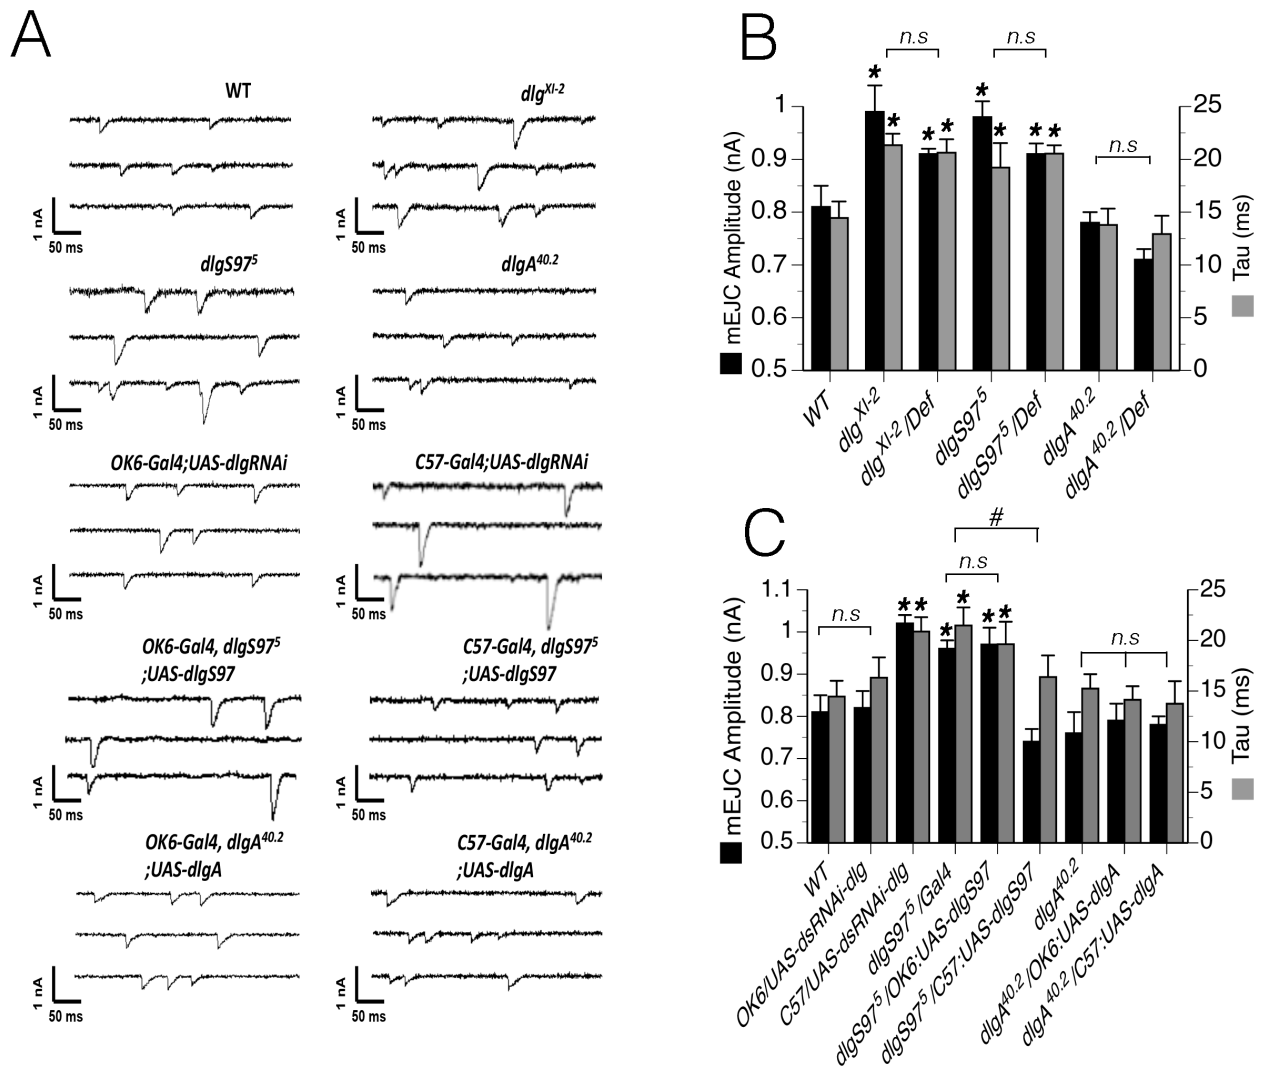 A
WT
dlg^XI-2
1 nA
50 ms
1 nA
50 ms
dlgS97^5
dlgA^40.2
1 nA
50 ms
1 nA
50 ms
OK6-Gal4;UAS-dlgRNAi
C57-Gal4;UAS-dlgRNAi
1 nA
50 ms
1 nA
50 ms
OK6-Gal4, dlgS97^5
;UAS-dlgS97
C57-Gal4, dlgS97^5
;UAS-dlgS97
1 nA
50 ms
1 nA
50 ms
OK6-Gal4, dlgA^40.2
;UAS-dlgA
C57-Gal4, dlgA^40.2
;UAS-dlgA
1 nA
50 ms
1 nA
50 ms
B
n.s
n.s
n.s
* * * * * * * *
mEJC Amplitude (nA)
1
0.9
0.8
0.7
0.6
0.5
25
20
15
10
5
0
Tau (ms)
WT
dlg^XI-2
dlg^XI-2/Def
dlgS97^5
dlgS97^5/Def
dlgA^40.2
dlgA^40.2/Def
C
#
n.s
n.s
n.s
* * * * * *
mEJC Amplitude (nA)
1.1
1
0.9
0.8
0.7
0.6
0.5
25
20
15
10
5
0
Tau (ms)
WT
OK6/UAS-dsRNAi-dlg
C57/UAS-dsRNAi-dlg
dlgS97^5/Gal4
dlgS97^5/OK6:UAS-dlgS97
dlgS97^5/C57:UAS-dlgS97
dlgA^40.2
dlgA^40.2/OK6:UAS-dlgA
dlgA^40.2/C57:UAS-dlgA